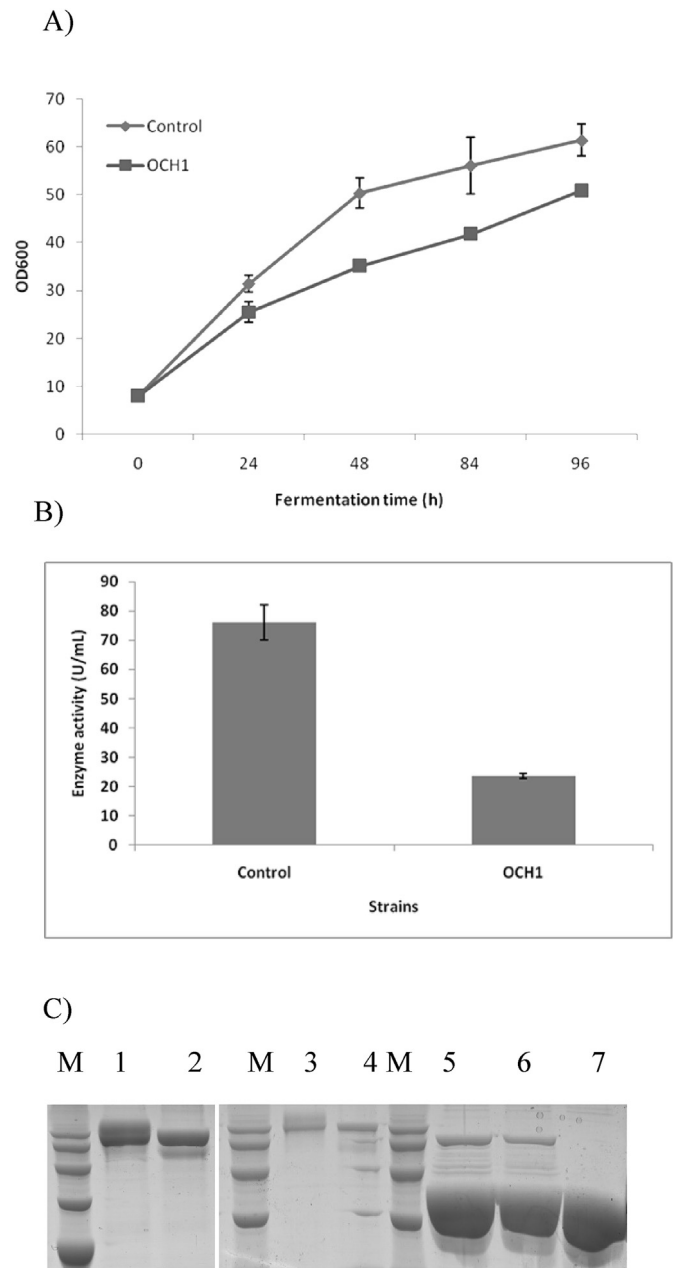 A)
70
60
50
40
30
20
10
0
OD600
Control
OCH1
0 24 48 84 96
Fermentation time (h)
B)
90
80
70
60
50
40
30
20
10
0
Enzyme activity (U/mL)
Control OCH1
Strains
C)
M 1 2 M 3 4 M 5 6 7